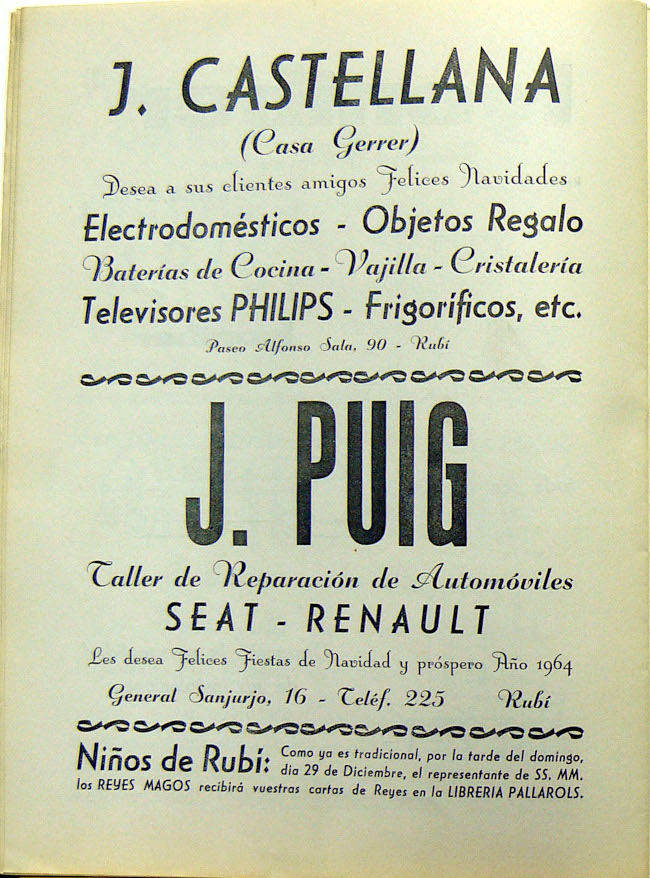 J. CASTELLANA
(Casa Gerrer)
Desea a sus clientes amigos Felices Navidades
Electrodomésticos - Objetos Regalo
Baterías de Cocina - Vajilla - Cristalería
Televisores PHILIPS - Frigoríficos, etc.
Paseo Alfonso Sala, 90 - Rubí
J. PUIG
Taller de Reparación de Automóviles
SEAT - RENAULT
Les desea Felices Fiestas de Navidad y próspero Año 1964
General Sanjurjo, 16 - Teléf. 225 Rubí
Niños de Rubí: Como ya es tradicional, por la tarde del domingo,
dia 29 de Diciembre, el representante de SS. MM.
los REYES MAGOS recibirá vuestras cartas de Reyes en la LIBRERIA PALLAROLS.